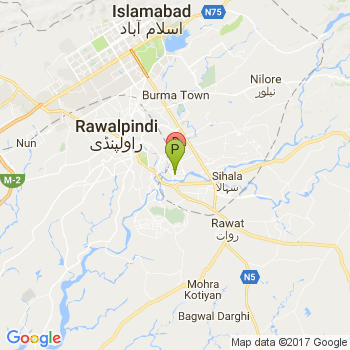 Islamabad
اسلام آباد
N75
Nilore
نیلور
Burma Town
Rawalpindi
راولپنڈی
P
Nun
Sihala
سہالا
M-2
Rawat
روات
N5
Mohra
Kotiyan
Bagwal Darghi
Google
Map data ©2017 Google